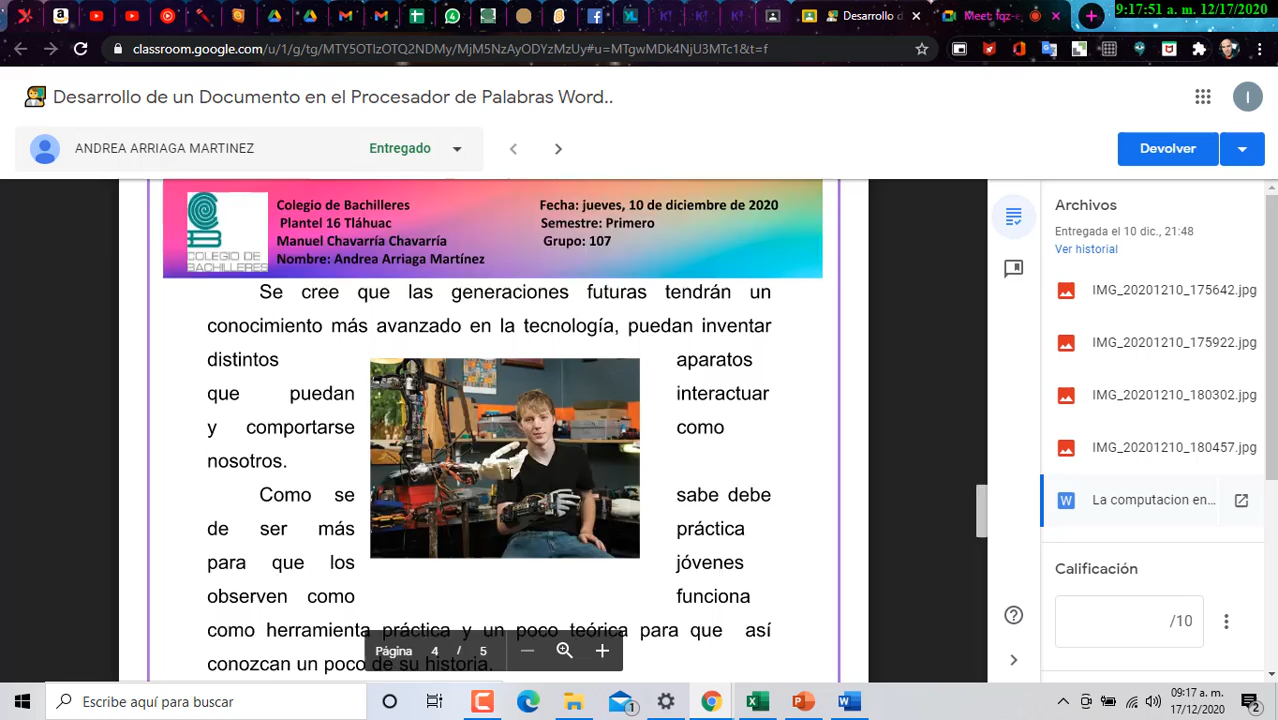 9:17:51 a. m. 12/17/2020
Desarrollo d
Meet: fqz-e
classroom.google.com/u/1/g/tg/MTY5OTIzOTQ2NDMy/MjM5NzAyODYzMzUy#u=MTgwMDk4NjU3MTc1&t=f
Desarrollo de un Documento en el Procesador de Palabras Word..
I
ANDREA ARRIAGA MARTINEZ
Entregado
Devolver
COLEGIO DE
BACHILLERES
Colegio de Bachilleres
Fecha: jueves, 10 de diciembre de 2020
Plantel 16 Tláhuac
Semestre: Primero
Manuel Chavarría Chavarría
Grupo: 107
Nombre: Andrea Arriaga Martínez
Se cree que las generaciones futuras tendrán un
conocimiento más avanzado en la tecnología, puedan inventar
distintos aparatos
que puedan interactuar
y comportarse como
nosotros.
Como se sabe debe
de ser más práctica
para que los jóvenes
observen como funciona
como herramienta práctica y un poco teórica para que así
conozcan un poco de su historia.
Página 4 / 5
Archivos
Entregada el 10 dic., 21:48
Ver historial
IMG_20201210_175642.jpg
IMG_20201210_175922.jpg
IMG_20201210_180302.jpg
IMG_20201210_180457.jpg
W
La computacion en...
Calificación
/10
Escribe aquí para buscar
1
09:17 a. m.
17/12/2020
2